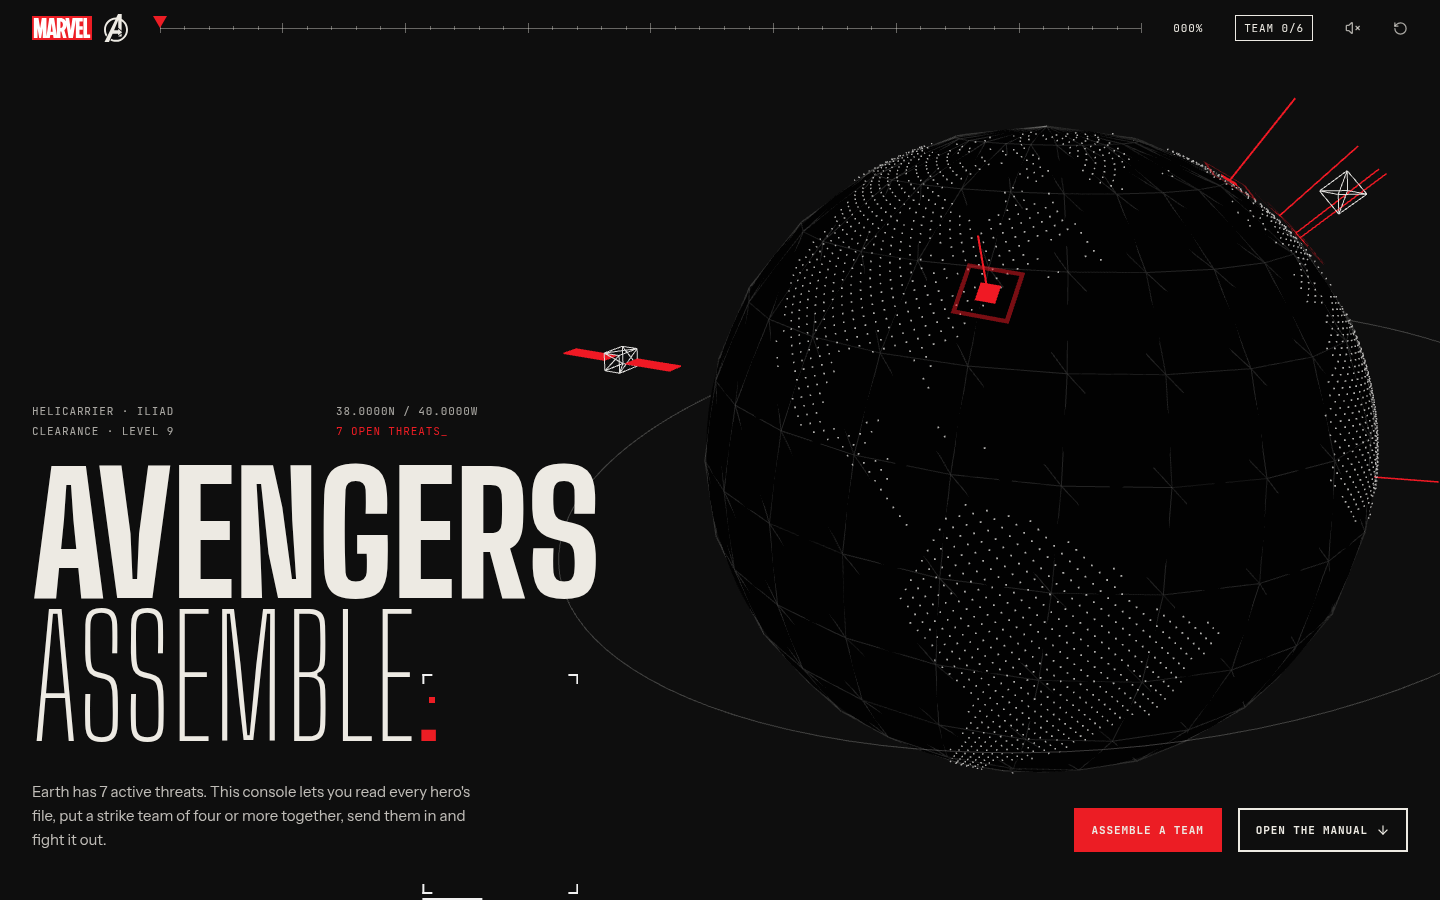 MARVEL
000%
TEAM 0/6
HELICARRIER · ILIAD
CLEARANCE · LEVEL 9
38.0000N / 40.0000W
7 OPEN THREATS_
AVENGERS
ASSEMBLE.
Earth has 7 active threats. This console lets you read every hero's
file, put a strike team of four or more together, send them in and
fight it out.
ASSEMBLE A TEAM
OPEN THE MANUAL ↓